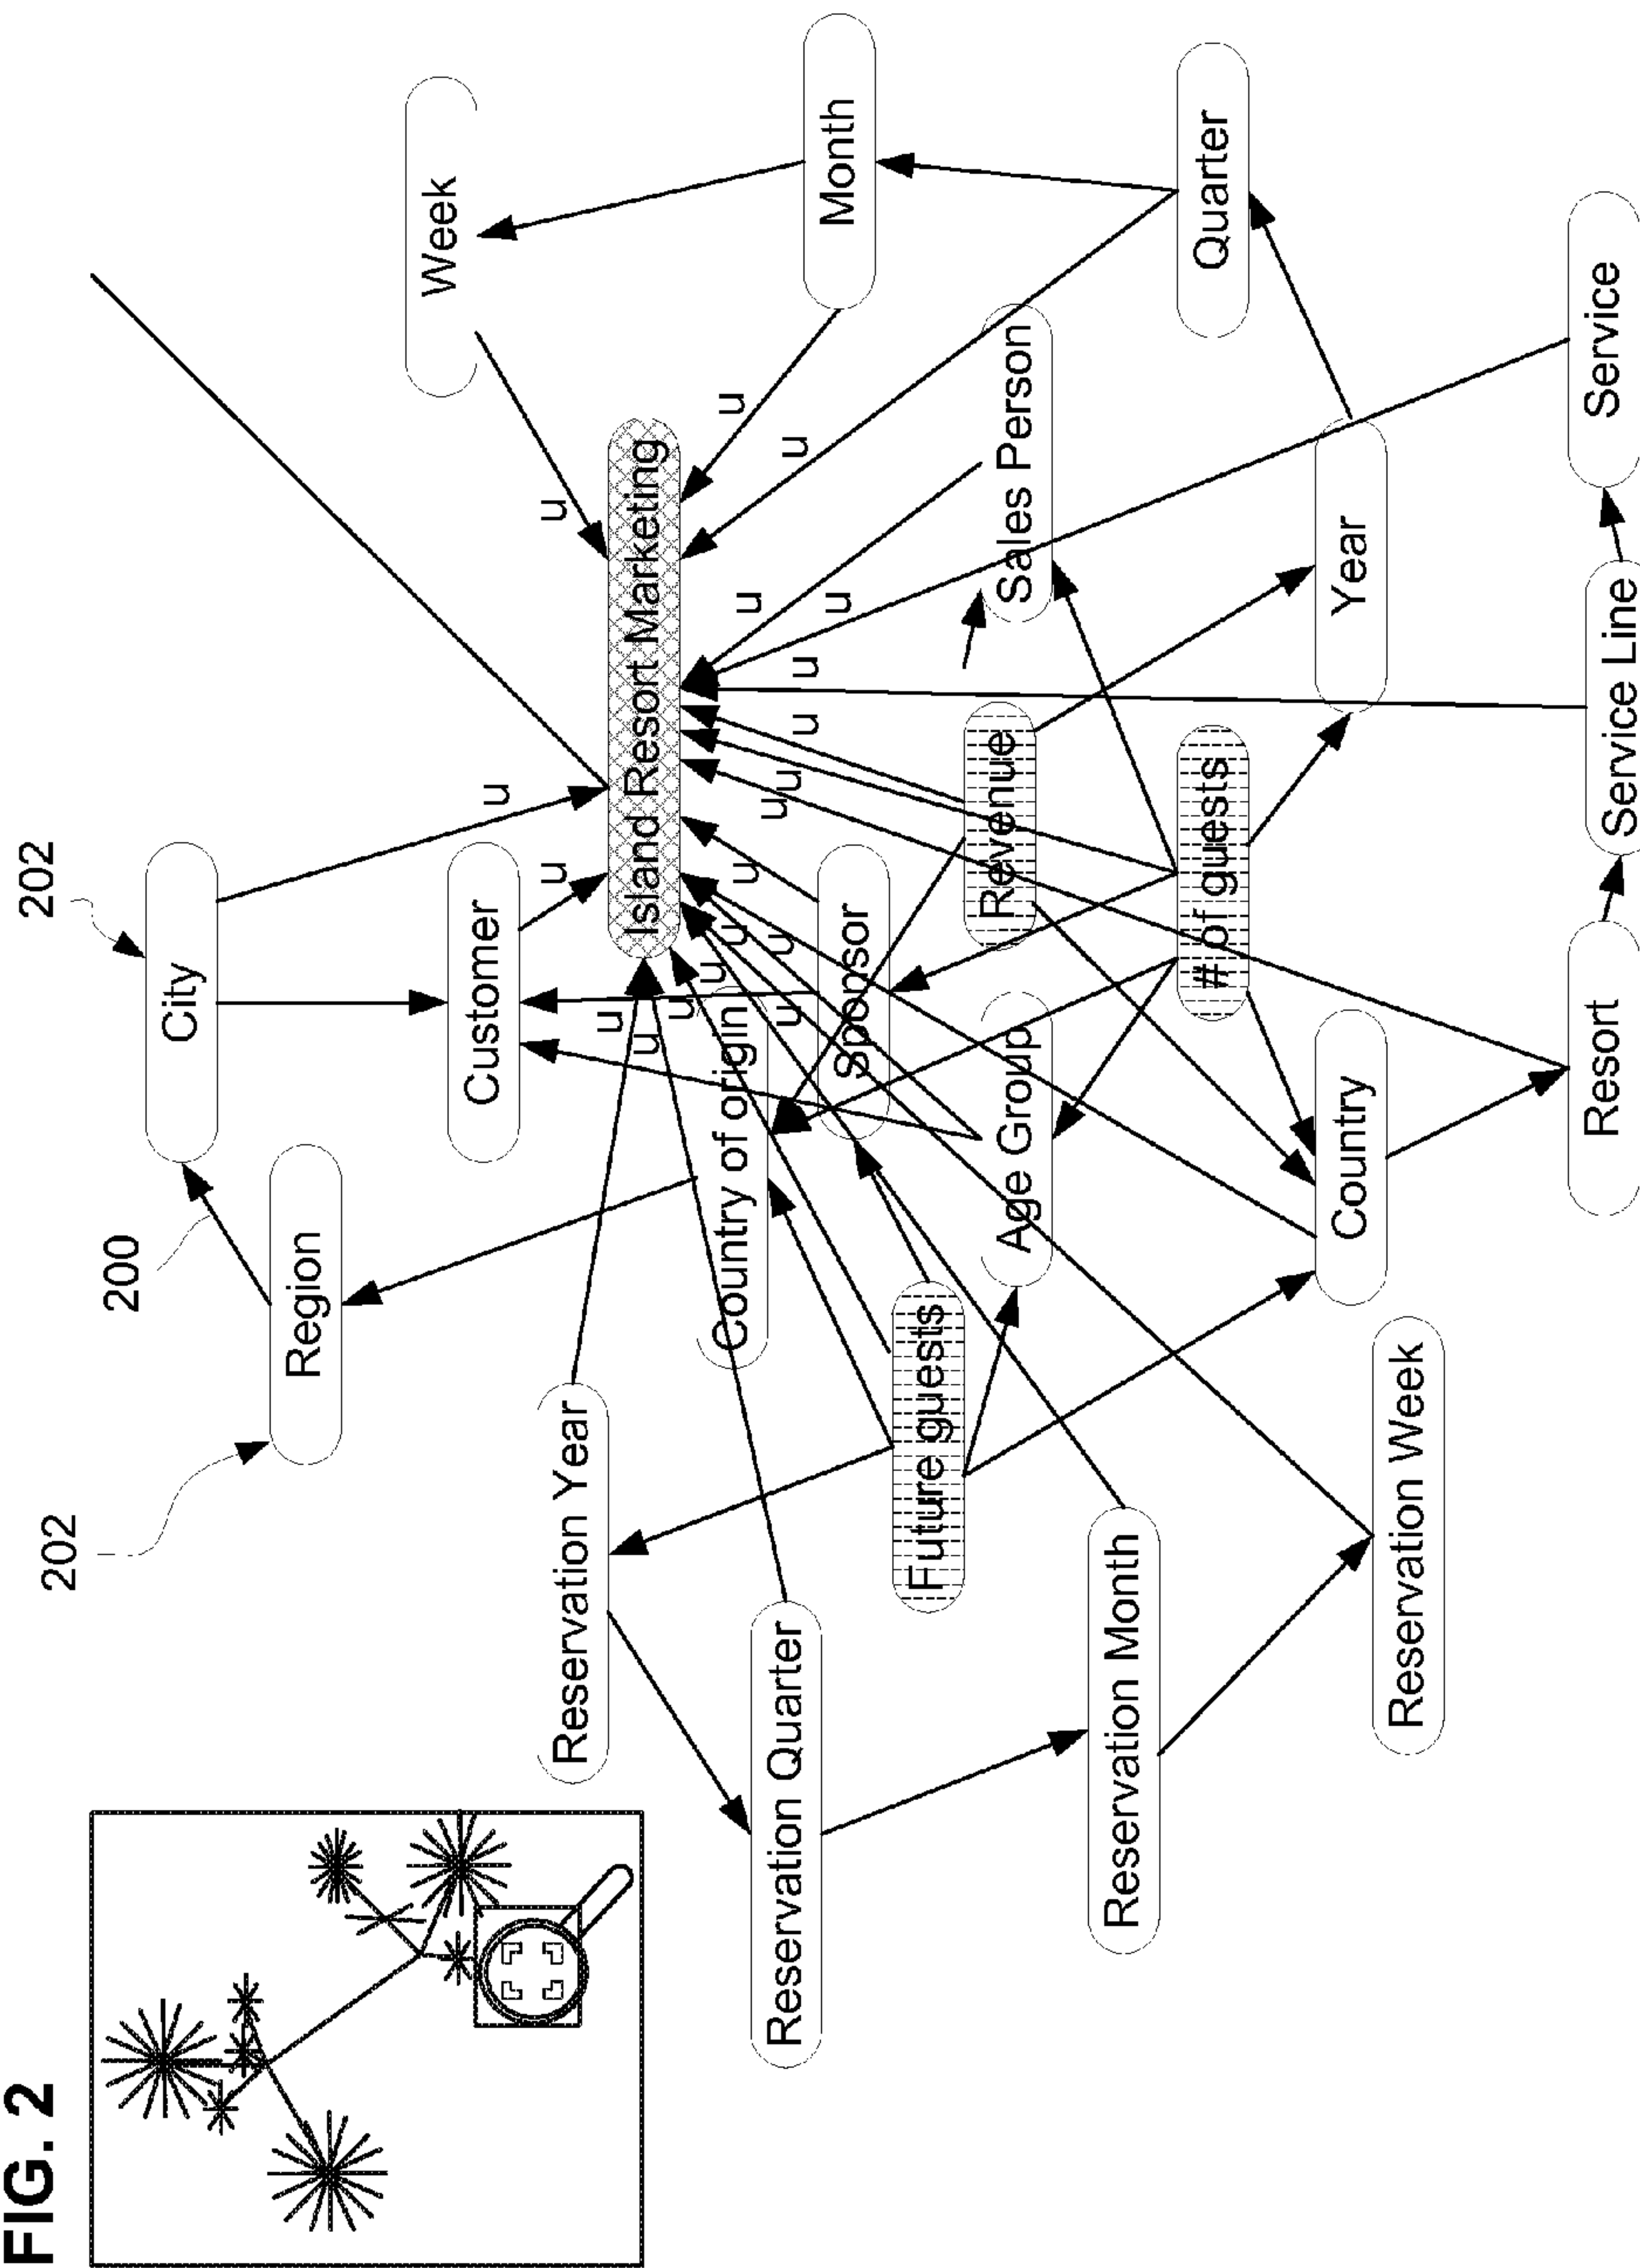 FIG. 2
202
202
200
City
Region
Week
Customer
u
u
u
Reservation Year
u
Island Resort Marketing
u
u
u
Country of origin
u
u
u
u
u
u
Reservation Quarter
u
u
u
u
u
u
Month
Sponsor
Future guests
Revenue
Age Group
Sales Person
Reservation Month
# of guests
Quarter
Country
Year
Reservation Week
Resort
Service Line
Service